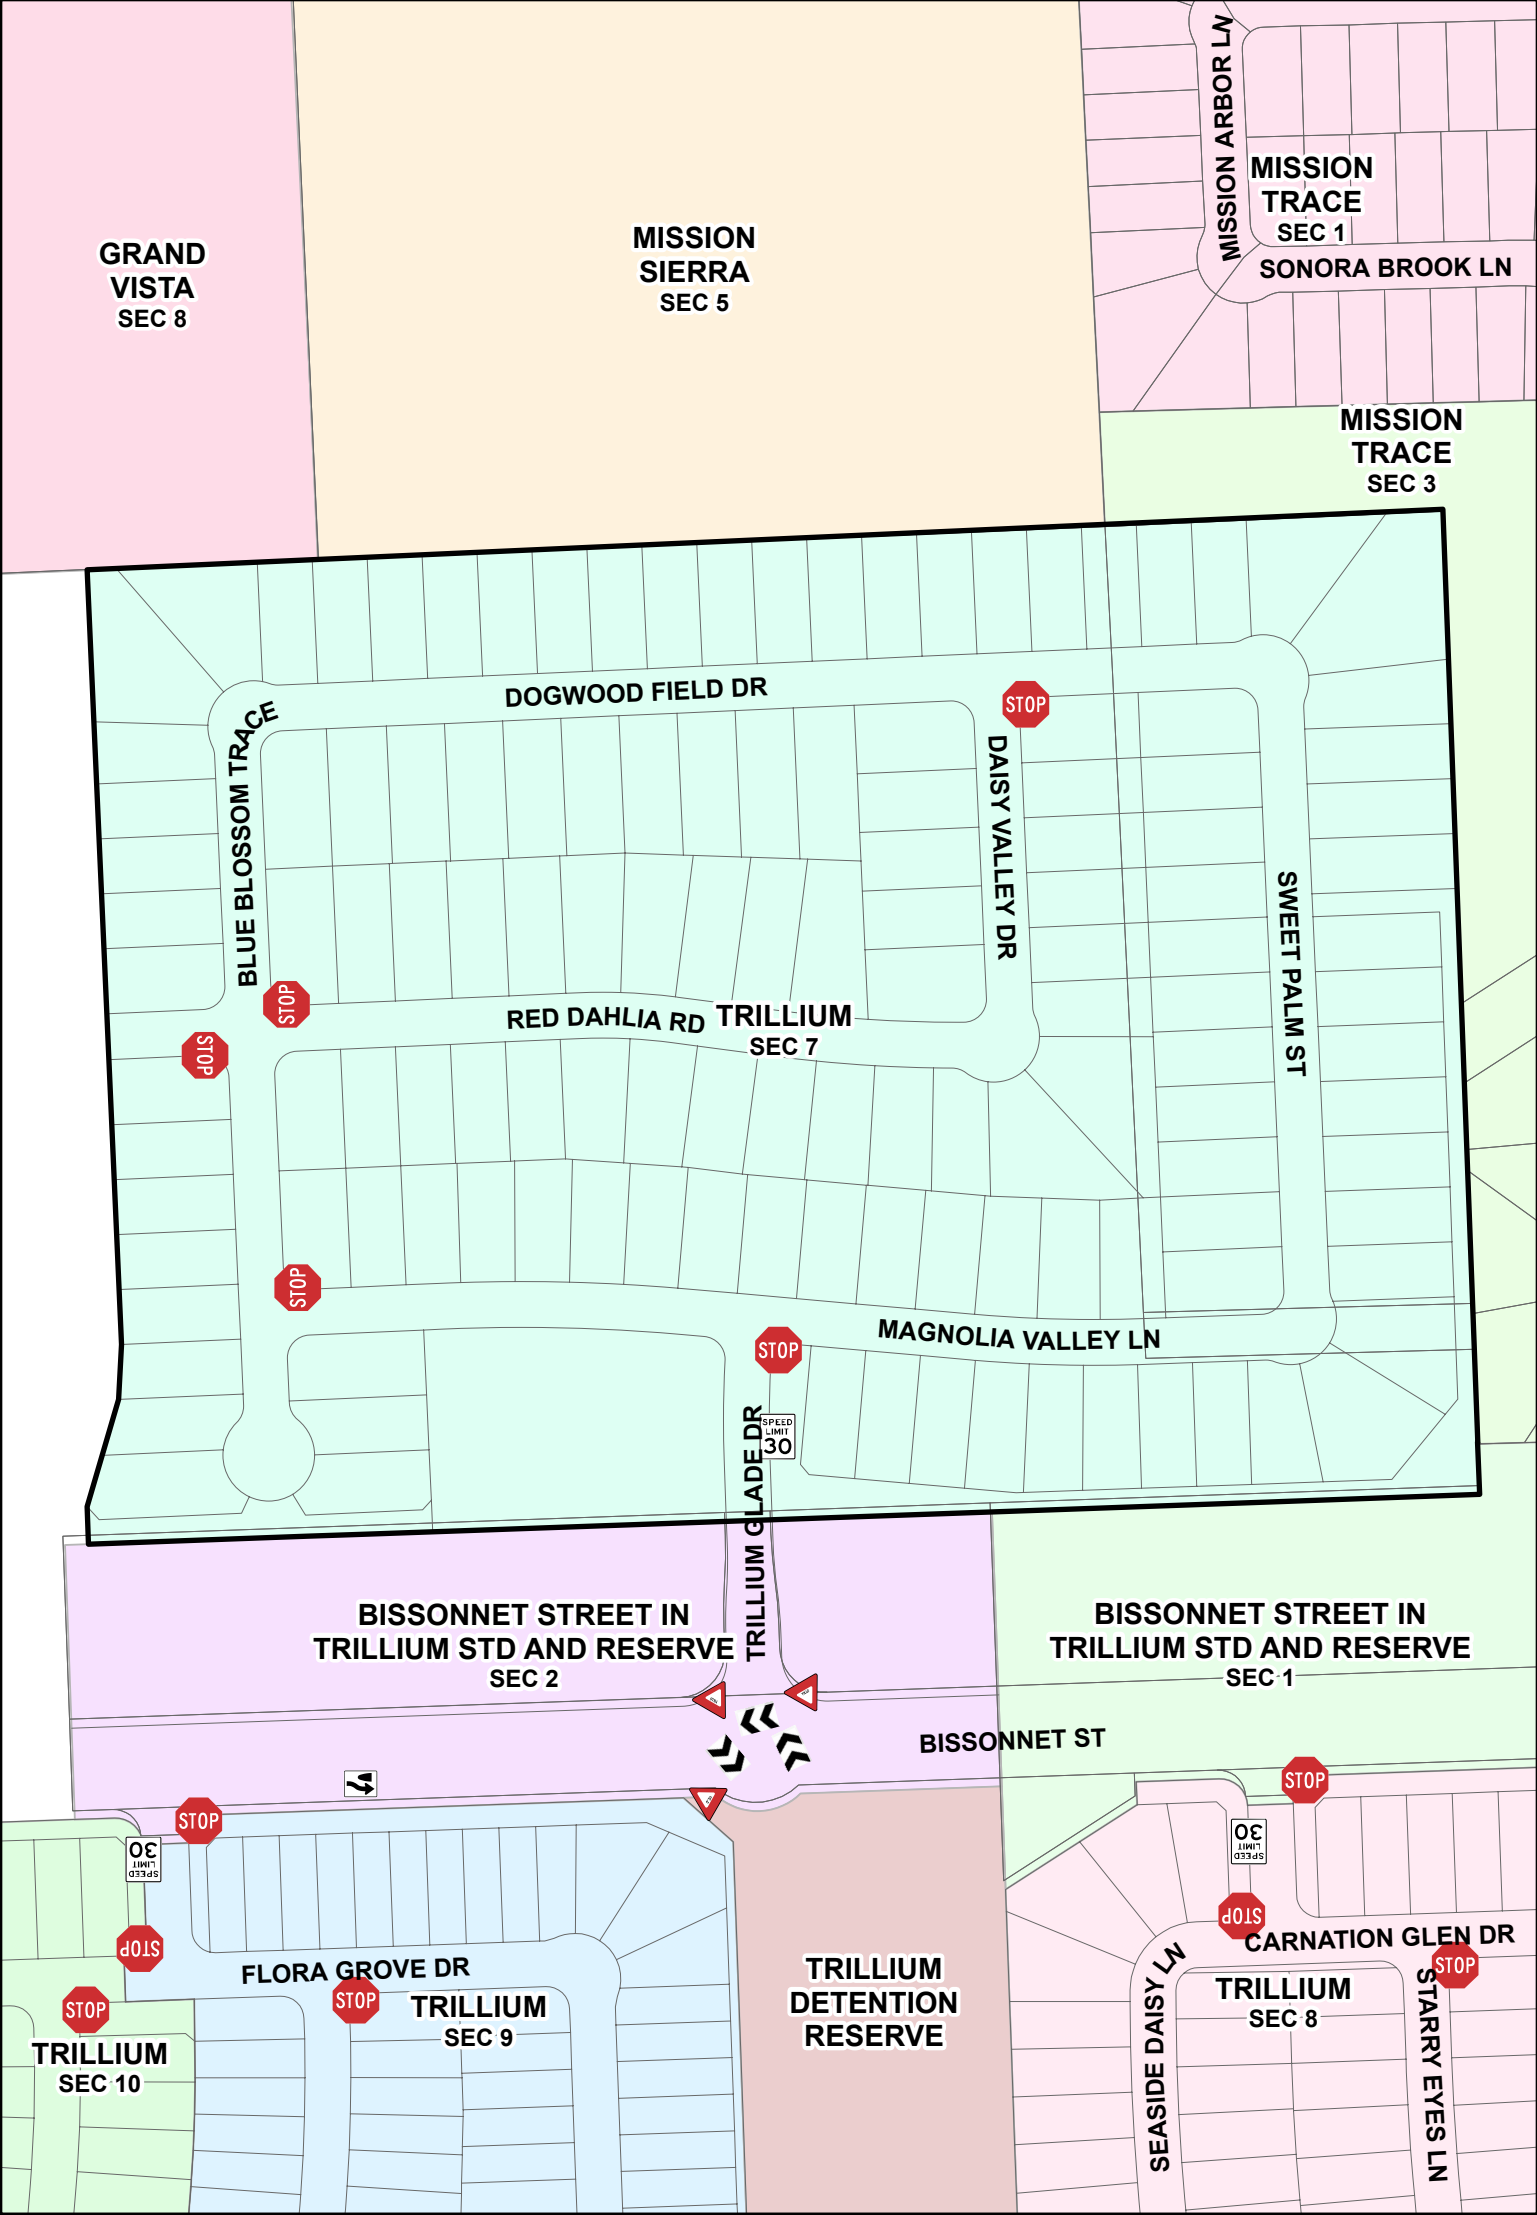 MISSION ARBOR LN
MISSION
TRACE
SEC 1
SONORA BROOK LN
GRAND
VISTA
SEC 8
MISSION
SIERRA
SEC 5
MISSION
TRACE
SEC 3
DOGWOOD FIELD DR
STOP
BLUE BLOSSOM TRACE
DAISY VALLEY DR
SWEET PALM ST
STOP
RED DAHLIA RD
TRILLIUM
SEC 7
STOP
STOP
MAGNOLIA VALLEY LN
STOP
SPEED
LIMIT
30
TRILLIUM GLADE DR
BISSONNET STREET IN
TRILLIUM STD AND RESERVE
SEC 2
BISSONNET STREET IN
TRILLIUM STD AND RESERVE
SEC 1
BISSONNET ST
STOP
STOP
SPEED
LIMIT
30
SPEED
LIMIT
30
STOP
STOP
CARNATION GLEN DR
STOP
FLORA GROVE DR
STOP
STOP
TRILLIUM
SEC 9
TRILLIUM
DETENTION
RESERVE
TRILLIUM
SEC 8
TRILLIUM
SEC 10
SEASIDE DAISY LN
STARRY EYES LN